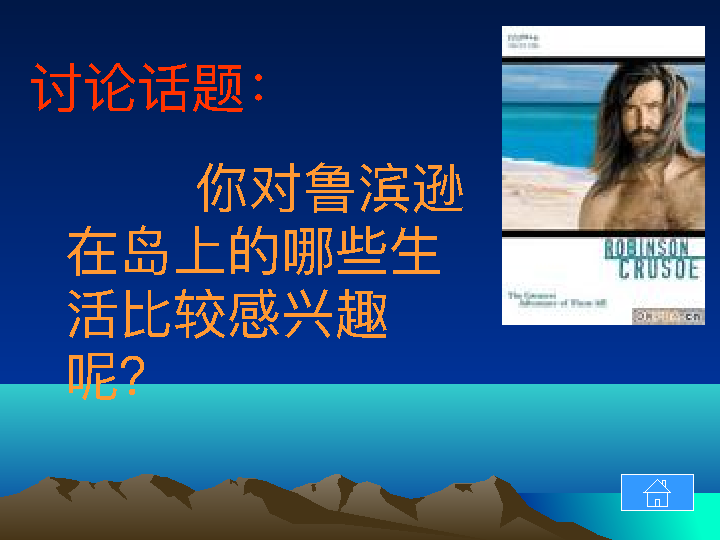 讨论话题：
你对鲁滨逊
在岛上的哪些生
活比较感兴趣
呢？
ROBINSON
CRUSOE
The Greatest
Adventure of Them All